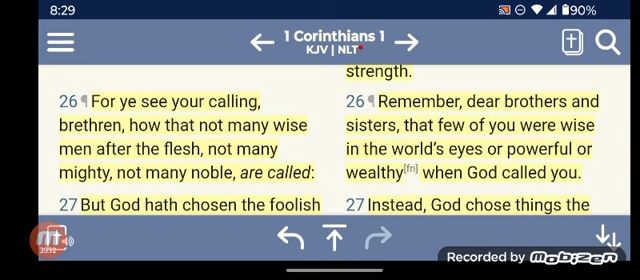 8:29
90%
1 Corinthians 1
KJV | NLT
strength.
26 ¶ For ye see your calling,
brethren, how that not many wise
men after the flesh, not many
mighty, not many noble, are called:
27 But God hath chosen the foolish
26 ¶ Remember, dear brothers and
sisters, that few of you were wise
in the world's eyes or powerful or
wealthy[fn] when God called you.
27 Instead, God chose things the
Recorded by MOBIZEN